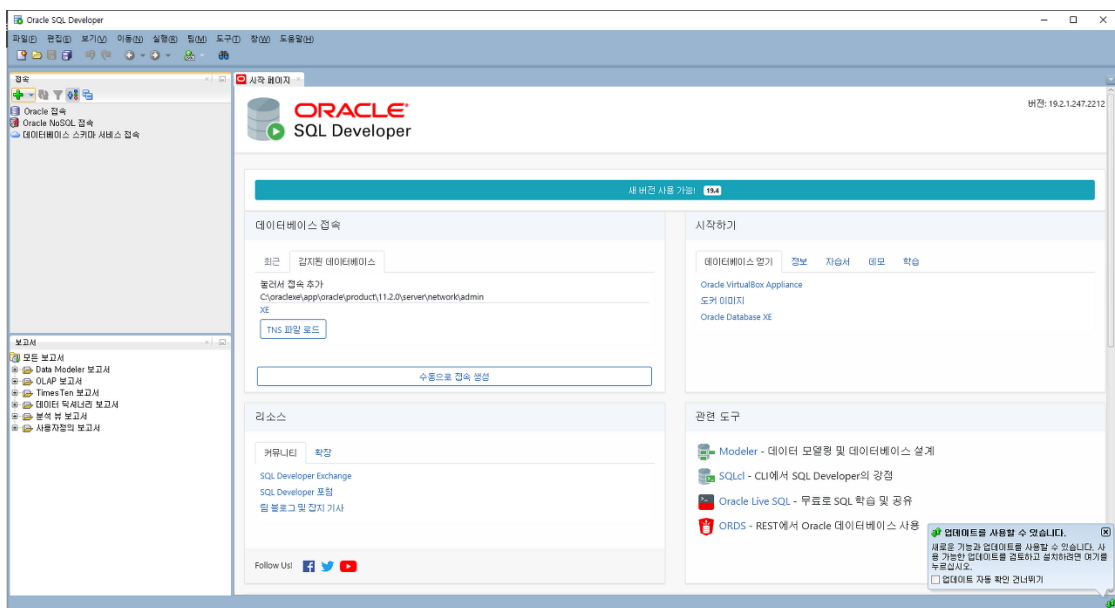 Oracle SQL Developer
파일(F) 편집(E) 보기(V) 이동(N) 실행(R) 팀(M) 도구(T) 창(W) 도움말(H)
접속
Oracle 접속
Oracle NoSQL 접속
데이터베이스 스키마 서비스 접속
보고서
모든 보고서
Data Modeler 보고서
OLAP 보고서
TimesTen 보고서
데이터 딕셔너리 보고서
분석 뷰 보고서
사용자정의 보고서
시작 페이지
ORACLE
SQL Developer
버전: 19.2.1.247.2212
새 버전 사용 가능! 19.4
데이터베이스 접속
최근 감지된 데이터베이스
눌러서 접속 추가
C:\oraclexe\app\oracle\product\11.2.0\server\network\admin
XE
TNS 파일 로드
수동으로 접속 생성
시작하기
데이터베이스 얻기 정보 자습서 데모 학습
Oracle VirtualBox Appliance
도커 이미지
Oracle Database XE
리소스
커뮤니티 확장
SQL Developer Exchange
SQL Developer 포럼
팀 블로그 및 잡지 기사
Follow Us!
관련 도구
Modeler - 데이터 모델링 및 데이터베이스 설계
SQLcl - CLI에서 SQL Developer의 강점
Oracle Live SQL - 무료로 SQL 학습 및 공유
ORDS - REST에서 Oracle 데이터베이스 사용
업데이트를 사용할 수 있습니다.
새로운 기능과 업데이트를 사용할 수 있습니다. 사
용 가능한 업데이트를 검토하고 설치하려면 여기를
누르십시오.
업데이트 자동 확인 건너뛰기